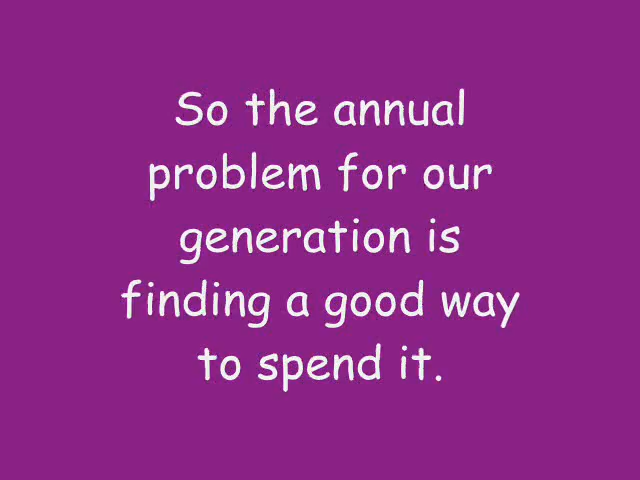 So the annual
problem for our
generation is
finding a good way
to spend it.